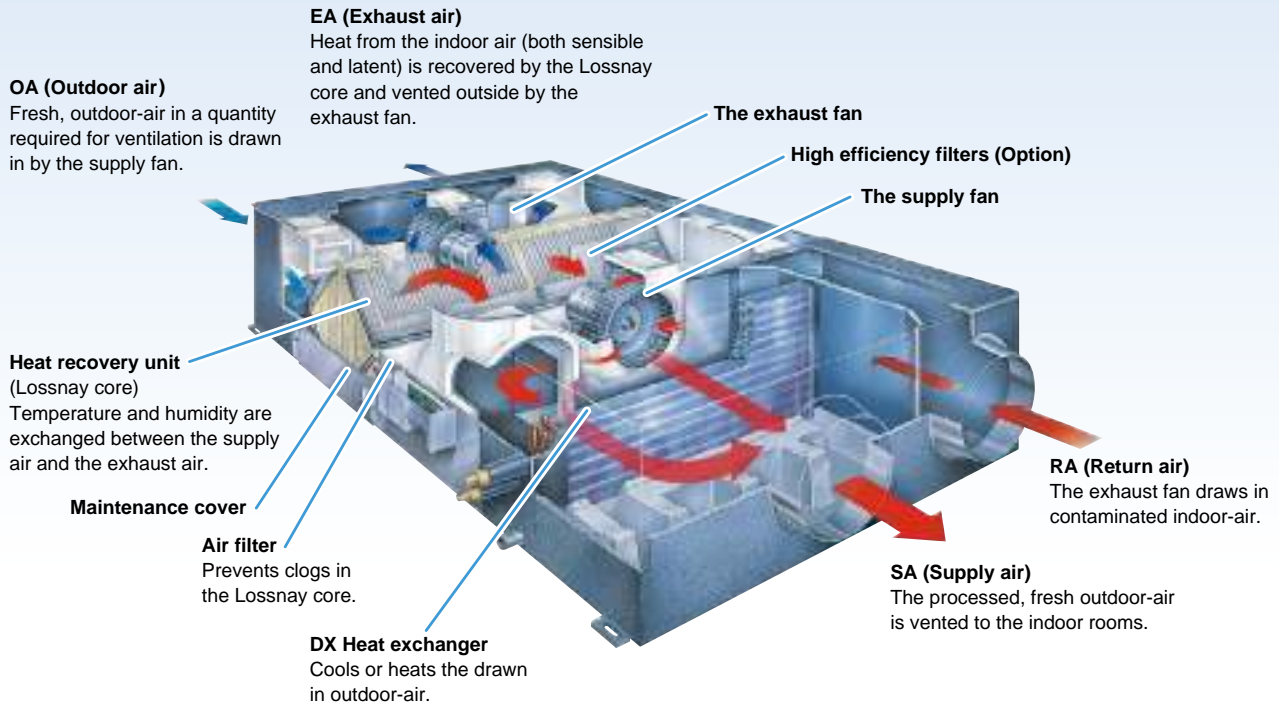 EA (Exhaust air)
Heat from the indoor air (both sensible
and latent) is recovered by the Lossnay
core and vented outside by the
exhaust fan.
OA (Outdoor air)
Fresh, outdoor-air in a quantity
required for ventilation is drawn
in by the supply fan.
The exhaust fan
High efficiency filters (Option)
The supply fan
Heat recovery unit
(Lossnay core)
Temperature and humidity are
exchanged between the supply
air and the exhaust air.
Maintenance cover
Air filter
Prevents clogs in
the Lossnay core.
DX Heat exchanger
Cools or heats the drawn
in outdoor-air.
RA (Return air)
The exhaust fan draws in
contaminated indoor-air.
SA (Supply air)
The processed, fresh outdoor-air
is vented to the indoor rooms.